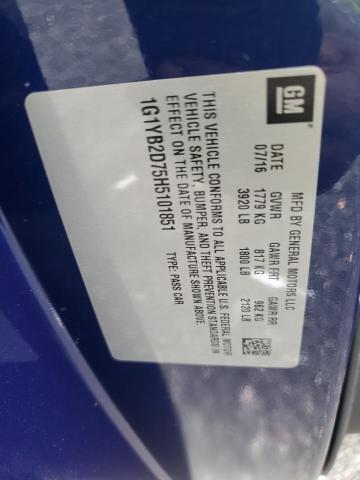 GM
MFD BY GENERAL MOTORS LLC
DATE GVWR GAWR FRT GAWR RR
07/16 1779 KG 817 KG 962 KG
3920 LB 1800 LB 2120 LB
THIS VEHICLE CONFORMS TO ALL APPLICABLE U.S. FEDERAL MOTOR
VEHICLE SAFETY, BUMPER, AND THEFT PREVENTION STANDARDS IN
EFFECT ON THE DATE OF MANUFACTURE SHOWN ABOVE.
1G1YB2D75H5101851 TYPE: PASS CAR